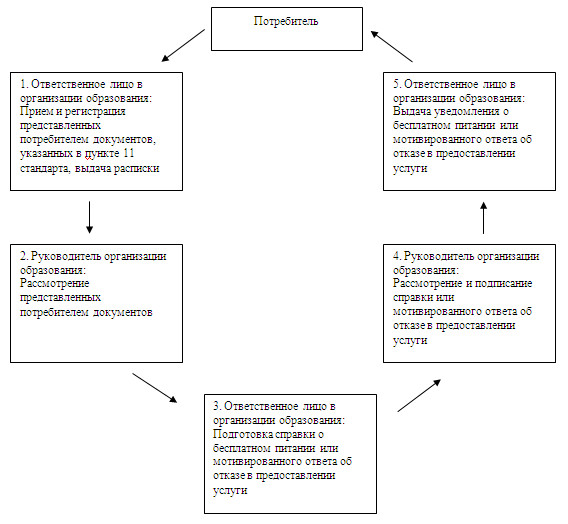 Потребитель
1. Ответственное лицо в
организации образования:
Прием и регистрация
представленных
потребителем документов,
указанных в пункте 11
стандарта, выдача расписки
2. Руководитель организации
образования:
Рассмотрение
представленных
потребителем документов
3. Ответственное лицо в
организации образования:
Подготовка справки о
бесплатном питании или
мотивированного ответа об
отказе в предоставлении
услуги
4. Руководитель организации
образования:
Рассмотрение и подписание
справки или
мотивированного ответа об
отказе в предоставлении
услуги
5. Ответственное лицо в
организации образования:
Выдача уведомления о
бесплатном питании или
мотивированного ответа об
отказе в предоставлении
услуги